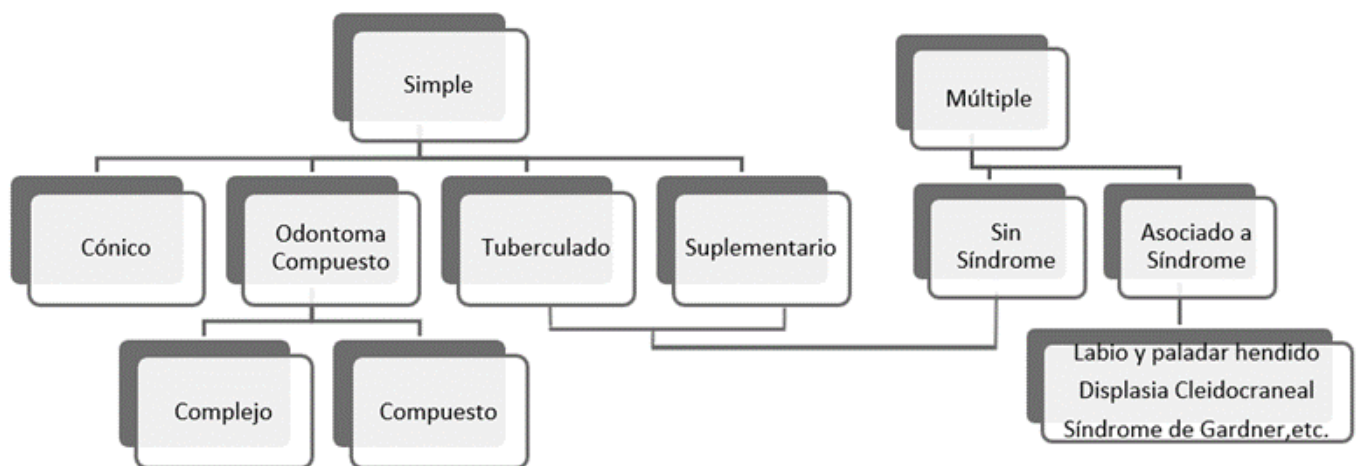 Simple
Múltiple
Cónico
Odontoma
Compuesto
Tuberculado
Suplementario
Sin
Síndrome
Asociado a
Síndrome
Complejo
Compuesto
Labio y paladar hendido
Displasia Cleidocraneal
Síndrome de Gardner,etc.